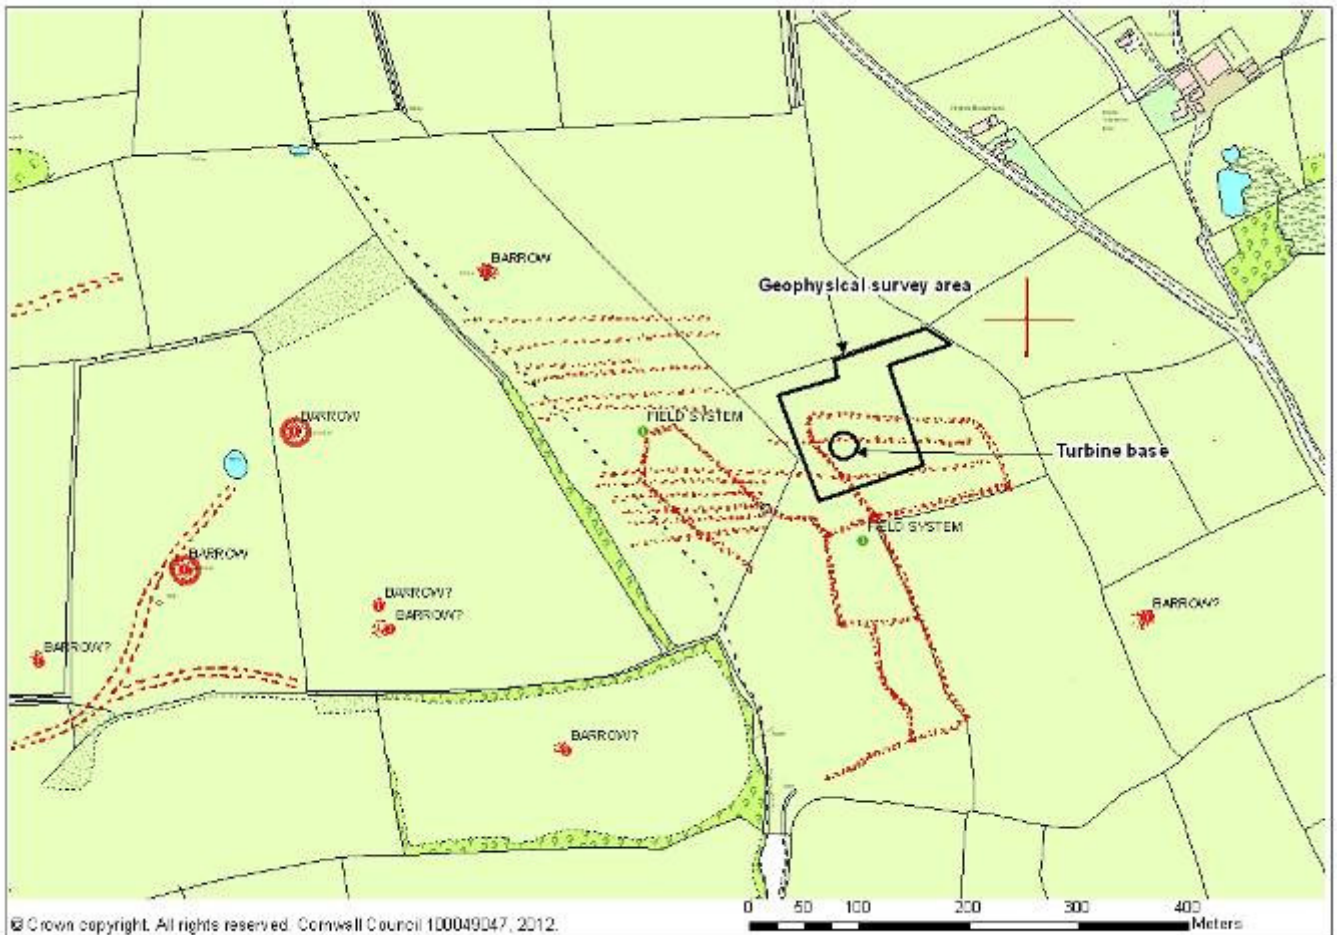 BARROW
Geophysical survey area
BARROW
FIELD SYSTEM
Turbine base
FIELD SYSTEM
BARROW
BARROW?
BARROW?
BARROW?
BARROW?
BARROW?
0 50 100 200 300 400
Meters
© Crown copyright. All rights reserved. Cornwall Council 100049047, 2012.